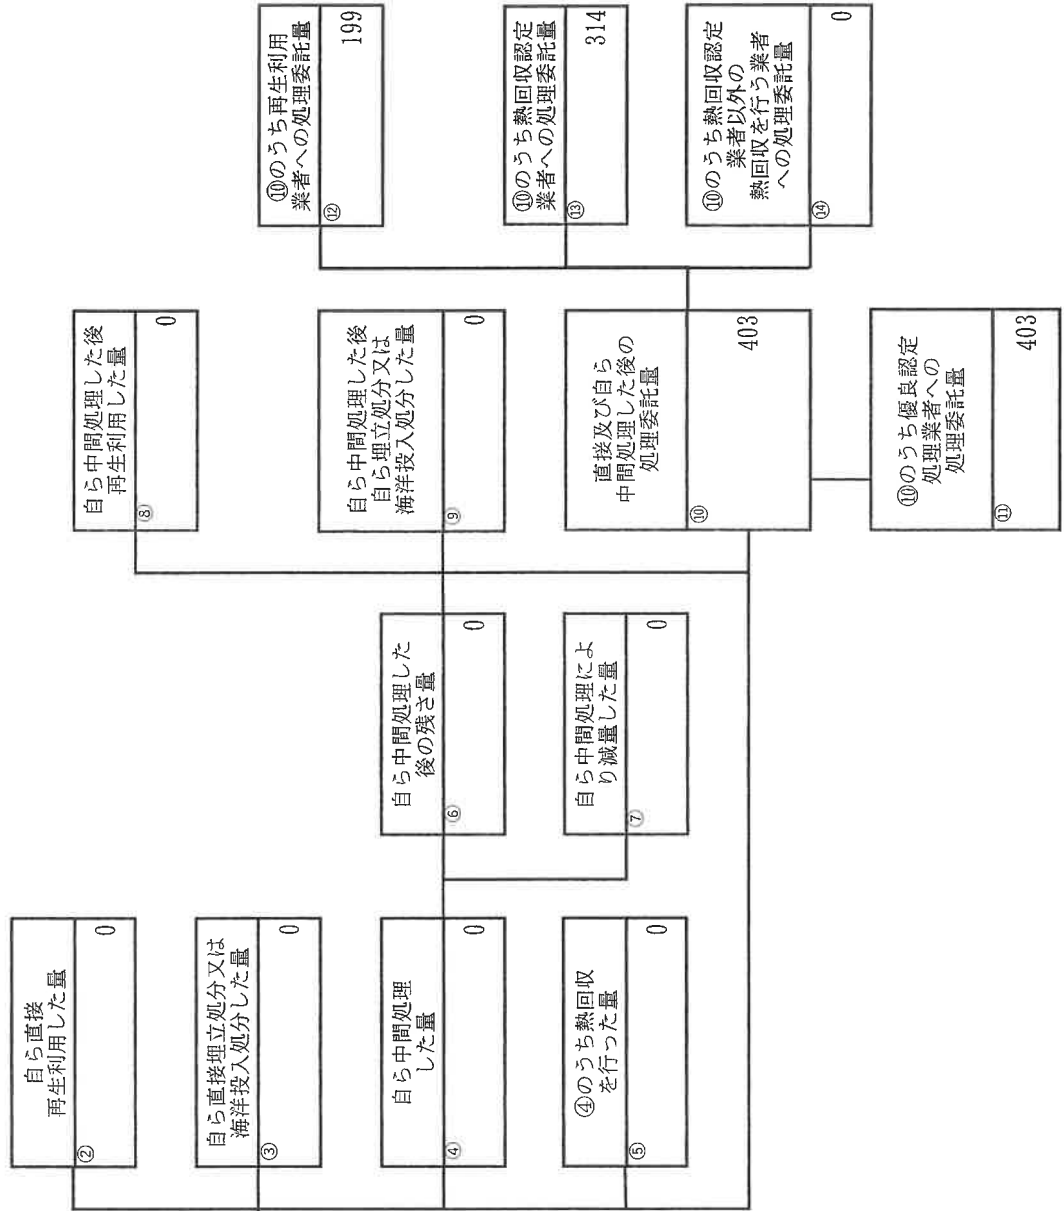 自ら直接
再生利用した量
②
0
自ら直接埋立処分又は
海洋投入処分した量
③
0
自ら中間処理
した量
④
0
④のうち熱回収
を行った量
⑤
0
自ら中間処理した
後の残さ量
⑥
0
自ら中間処理によ
り減量した量
⑦
0
自ら中間処理した後
再生利用した量
⑧
0
自ら中間処理した後
自ら埋立処分又は
海洋投入処分した量
⑨
0
直接及び自ら
中間処理した後の
処理委託量
⑩
403
⑩のうち優良認定
処理業者への
処理委託量
⑪
403
⑩のうち再生利用
業者への処理委託量
⑫
199
⑩のうち熱回収認定
業者への処理委託量
⑬
314
⑩のうち熱回収認定
業者以外の
熱回収を行う業者
への処理委託量
⑭
0